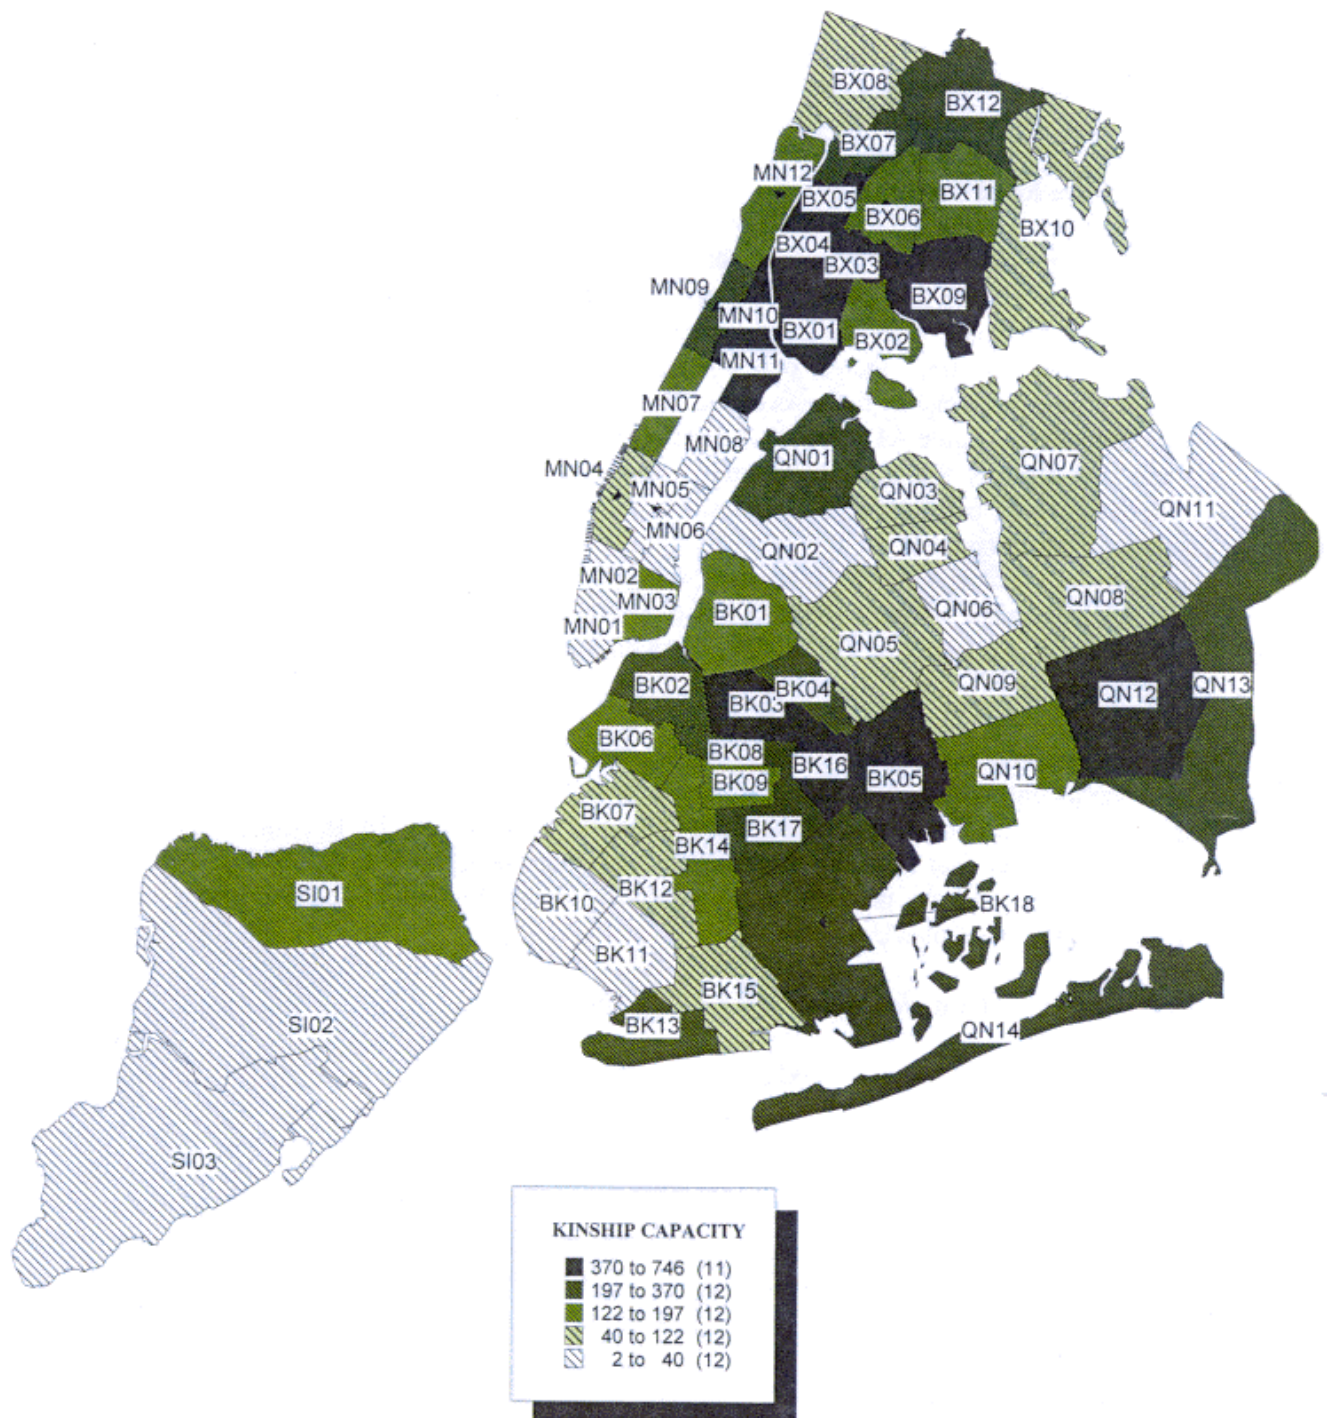 BX08
BX12
BX07
MN12
BX05
BX11
BX06
BX10
BX04
BX03
MN09
BX09
MN10
BX01
BX02
MN11
MN07
MN08
QN01
QN07
MN04
MN05
QN03
QN11
MN06
QN02
QN04
MN02
QN08
MN03
BK01
QN06
MN01
QN05
BK02
BK04
QN09
QN12
QN13
BK03
BK06
BK08
BK16
BK05
QN10
BK09
BK07
BK17
BK14
SI01
BK12
BK10
BK18
BK11
BK15
SI02
BK13
QN14
SI03
KINSHIP CAPACITY
370 to 746 (11)
197 to 370 (12)
122 to 197 (12)
40 to 122 (12)
2 to 40 (12)